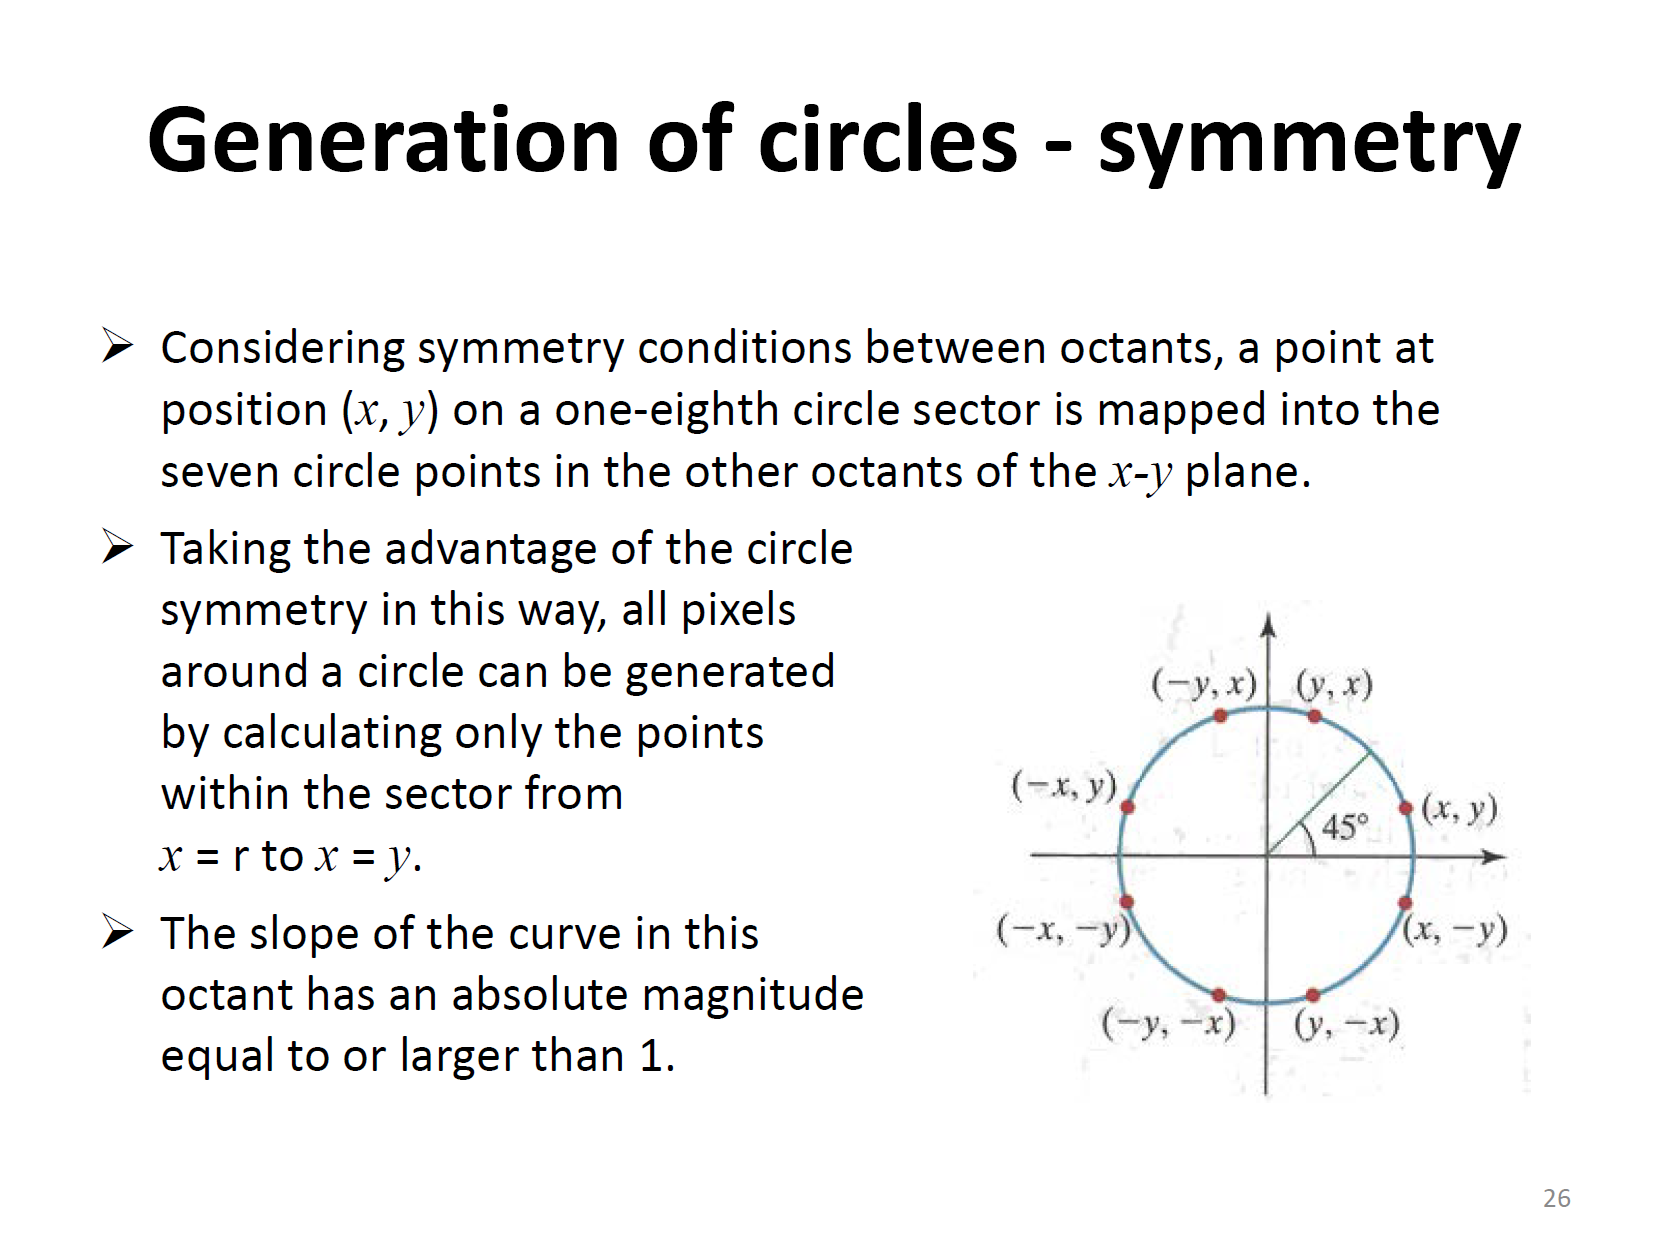 Generation of circles - symmetry
➢ Considering symmetry conditions between octants, a point at
position (x, y) on a one-eighth circle sector is mapped into the
seven circle points in the other octants of the x-y plane.
➢ Taking the advantage of the circle
symmetry in this way, all pixels
around a circle can be generated
by calculating only the points
within the sector from
x = r to x = y.
➢ The slope of the curve in this
octant has an absolute magnitude
equal to or larger than 1.
(−y, x) (y, x)
(−x, y)
(x, y)
45°
(−x, −y)
(x, −y)
(−y, −x) (y, −x)
26